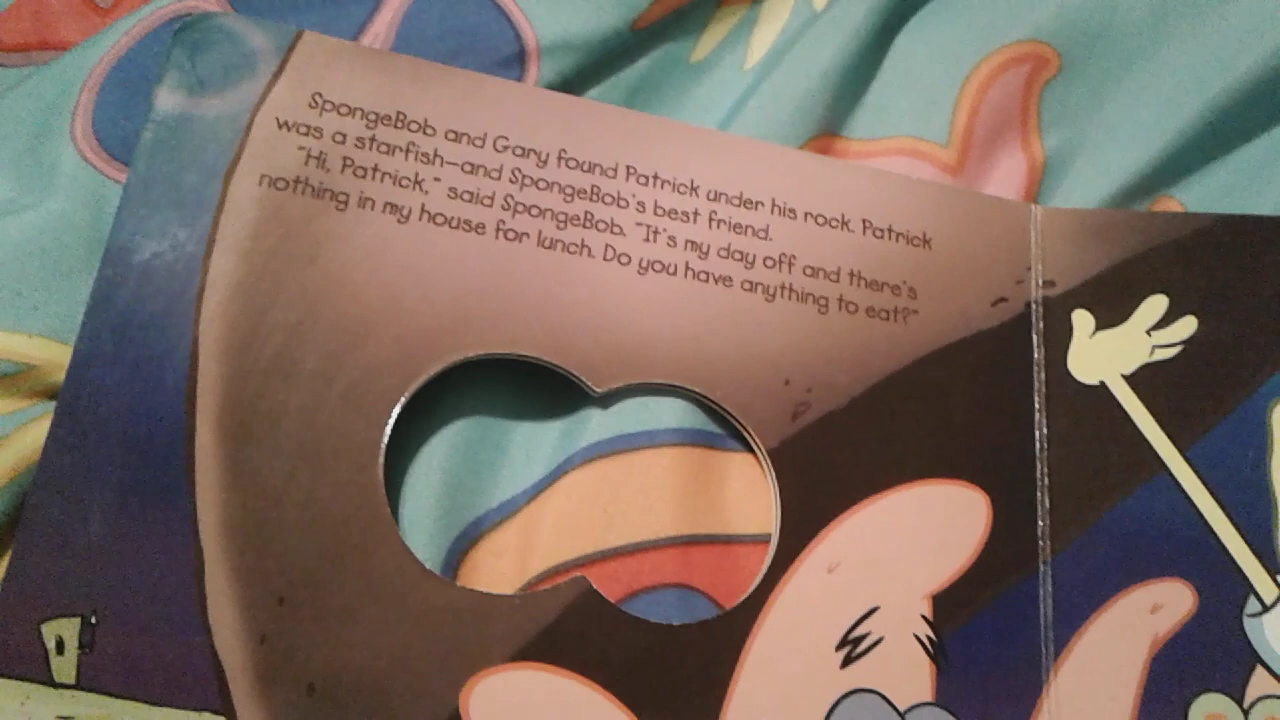 SpongeBob and Gary found Patrick under his rock. Patrick
was a starfish—and SpongeBob's best friend.
"Hi, Patrick," said SpongeBob. "It's my day off and there's
nothing in my house for lunch. Do you have anything to eat?"